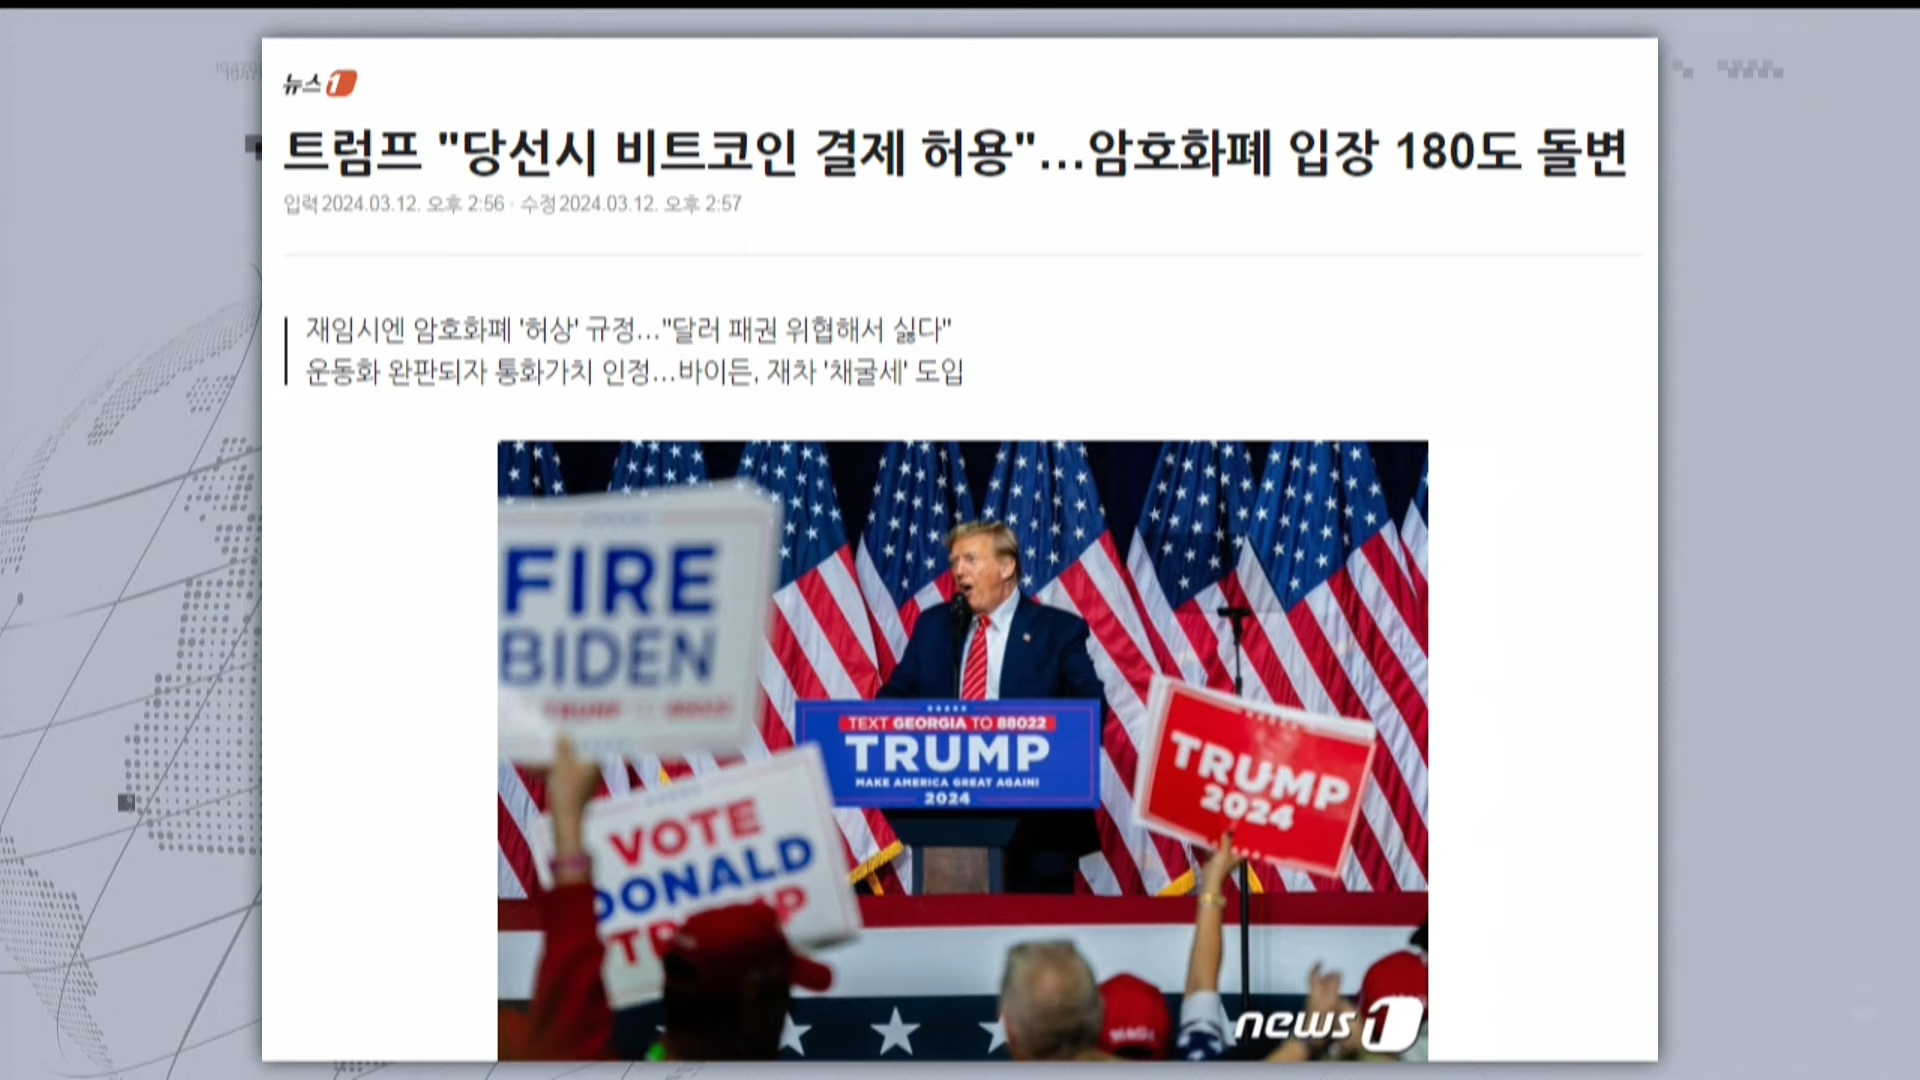 뉴스1
트럼프 "당선시 비트코인 결제 허용"…암호화폐 입장 180도 돌변
입력 2024.03.12. 오후 2:56 · 수정 2024.03.12. 오후 2:57
재임시엔 암호화폐 '허상' 규정…"달러 패권 위협해서 싫다"
운동화 완판되자 통화가치 인정…바이든, 재차 '채굴세' 도입
FIRE
BIDEN
TEXT GEORGIA TO 88022
TRUMP
MAKE AMERICA GREAT AGAIN!
2024
TRUMP
2024
VOTE
DONALD
TRUMP
news1